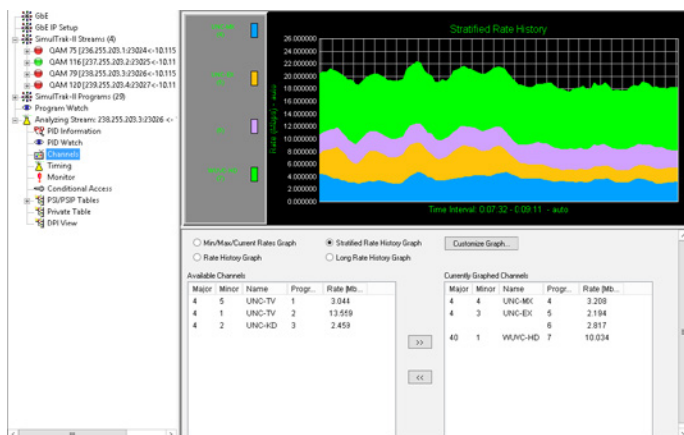 GbE
GbE IP Setup
SimulTrak-II Streams (4)
QAM 75 [236.255.203.1:23024<-10.115
QAM 116 [237.255.203.2:23025<-10.115
QAM 79 [238.255.203.3:23026<-10.115
QAM 120 [239.255.203.4:23027<-10.11
SimulTrak-II Programs (29)
Program Watch
Analyzing Stream: 238.255.203.3:23026 <-
PID Information
PID Watch
Channels
Timing
Monitor
Conditional Access
PSI/PSIP Tables
Private Table
DPI View
Stratified Rate History
Rate (Mbps) - auto
26.000000
24.000000
22.000000
20.000000
18.000000
16.000000
14.000000
12.000000
10.000000
8.000000
6.000000
4.000000
2.000000
0.000000
Time Interval: 0:07:32 - 0:09:11 - auto
Min/Max/Current Rates Graph
Stratified Rate History Graph
Customize Graph...
Rate History Graph
Long Rate History Graph
Available Channels
Major Minor Name Progr... Rate (Mb...
4 5 UNC-TV 1 3.044
4 1 UNC-TV 2 13.559
4 2 UNC-KD 3 2.459
>>
<<
Currently Graphed Channels
Major Minor Name Progr... Rate (Mb...
4 4 UNC-MX 4 3.208
4 3 UNC-EX 5 2.194
6 2.817
40 1 WUVC-HD 7 10.034